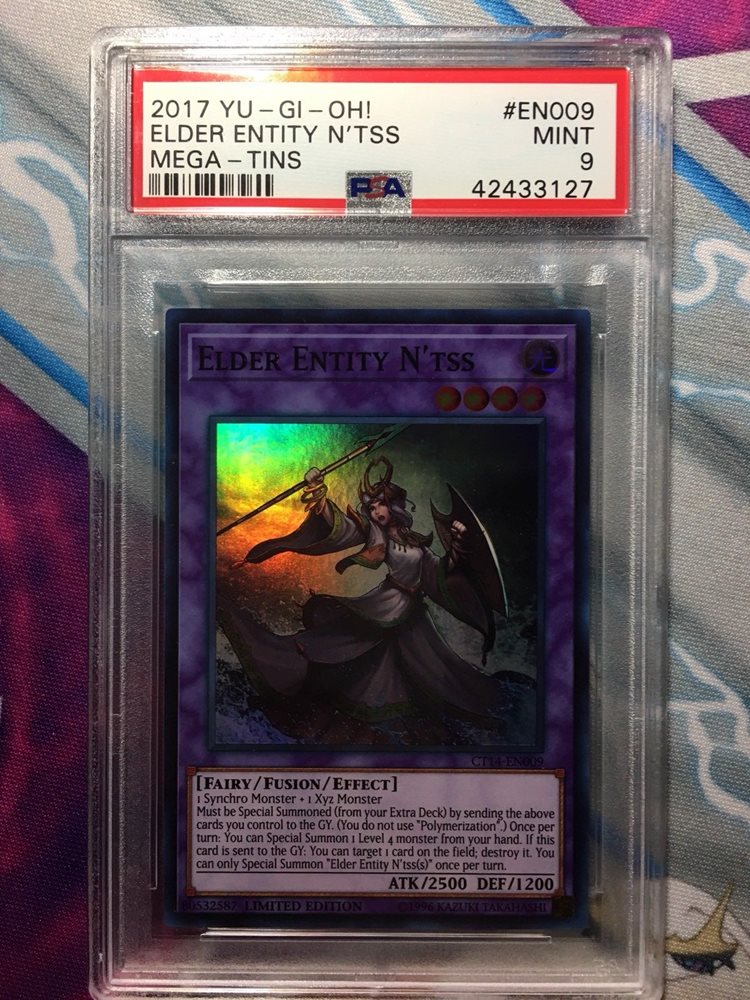 2017 YU-GI-OH! #EN009
ELDER ENTITY N'TSS MINT
MEGA-TINS 9
PSA 42433127
ELDER ENTITY N'TSS
CT14-EN009
[FAIRY/FUSION/EFFECT]
1 Synchro Monster + 1 Xyz Monster
Must be Special Summoned (from your Extra Deck) by sending the above
cards you control to the GY. (You do not use "Polymerization".) Once per
turn: You can Special Summon 1 Level 4 monster from your hand. If this
card is sent to the GY: You can target 1 card on the field; destroy it. You
can only Special Summon "Elder Entity N'tss(s)" once per turn.
ATK/2500 DEF/1200
80532587 LIMITED EDITION ©1996 KAZUKI TAKAHASHI